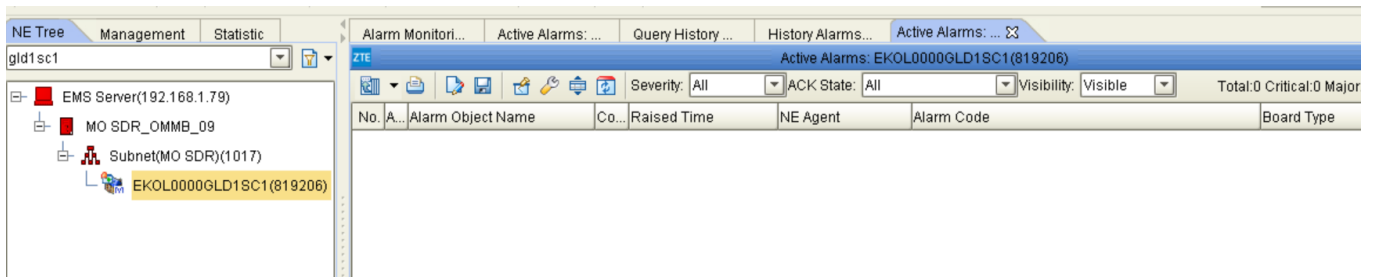 NE Tree Management Statistic
gld1sc1
EMS Server(192.168.1.79)
MO SDR_OMMB_09
Subnet(MO SDR)(1017)
EKOL0000GLD1SC1(819206)
Alarm Monitori... Active Alarms: ... Query History ... History Alarms... Active Alarms: ...
ZTE Active Alarms: EKOL0000GLD1SC1(819206)
Severity: All ACK State: All Visibility: Visible Total:0 Critical:0 Major
No. A... Alarm Object Name Co... Raised Time NE Agent Alarm Code Board Type